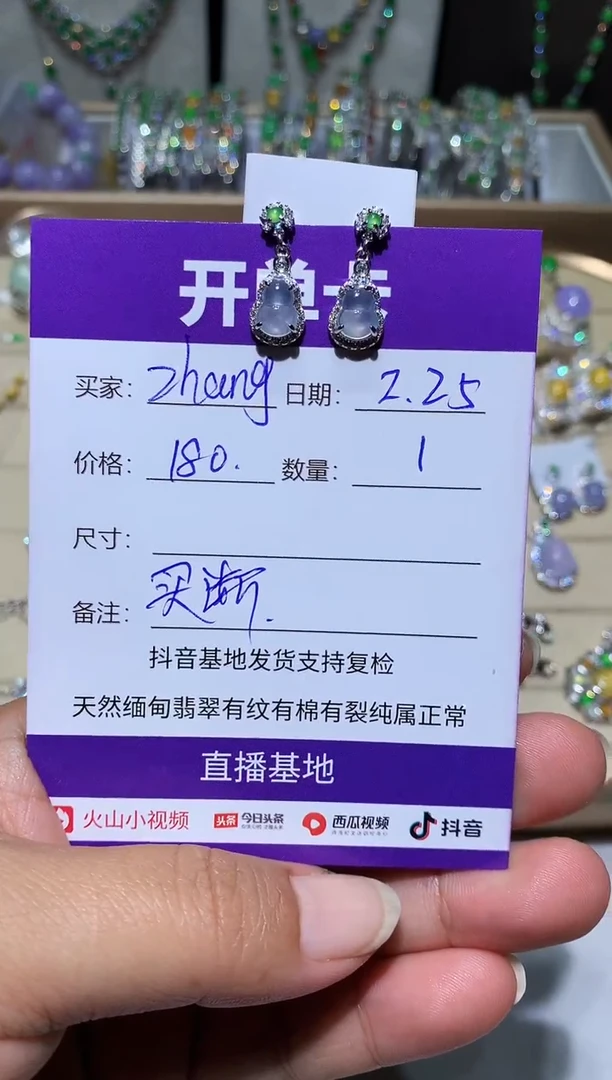 开单卡
买家: zhang 日期: 2.25
价格: 180. 数量: 1
尺寸:
备注: 买断.
抖音基地发货支持复检
天然缅甸翡翠有纹有棉有裂纯属正常
直播基地
火山小视频 头条 今日头条 西瓜视频 抖音